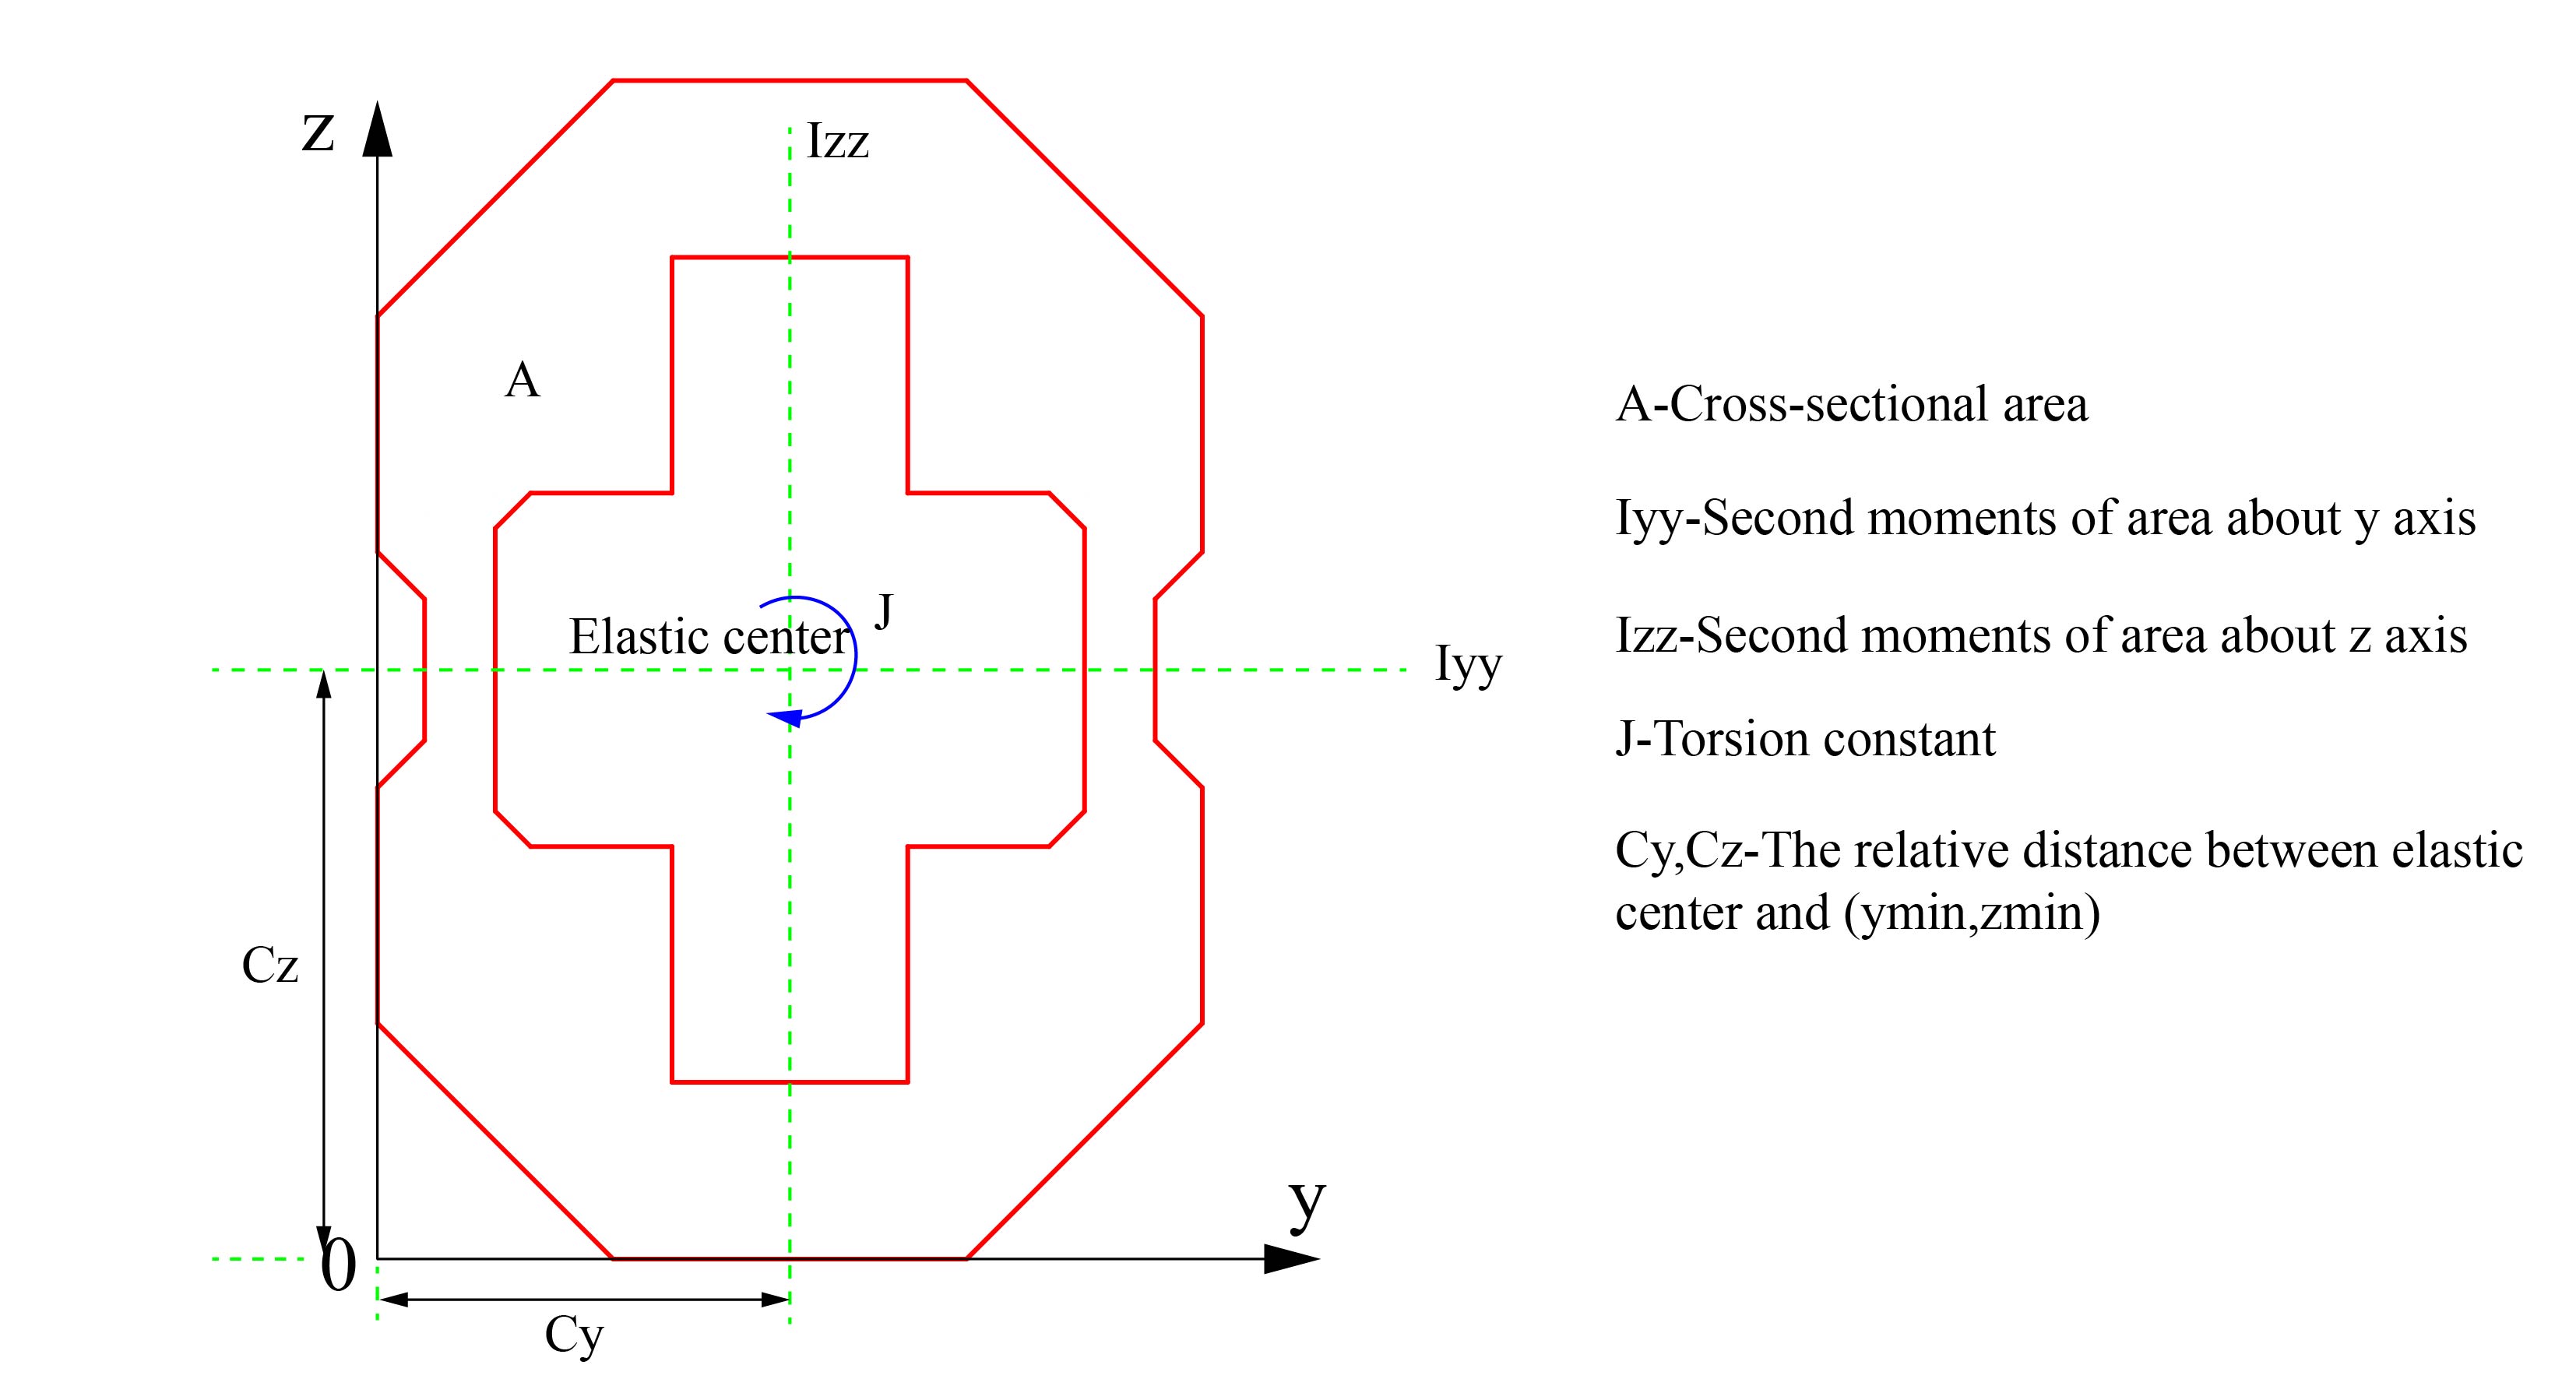 z
Izz
A
Elastic center
J
Iyy
Cz
0
y
Cy
A-Cross-sectional area
Iyy-Second moments of area about y axis
Izz-Second moments of area about z axis
J-Torsion constant
Cy,Cz-The relative distance between elastic
center and (ymin,zmin)